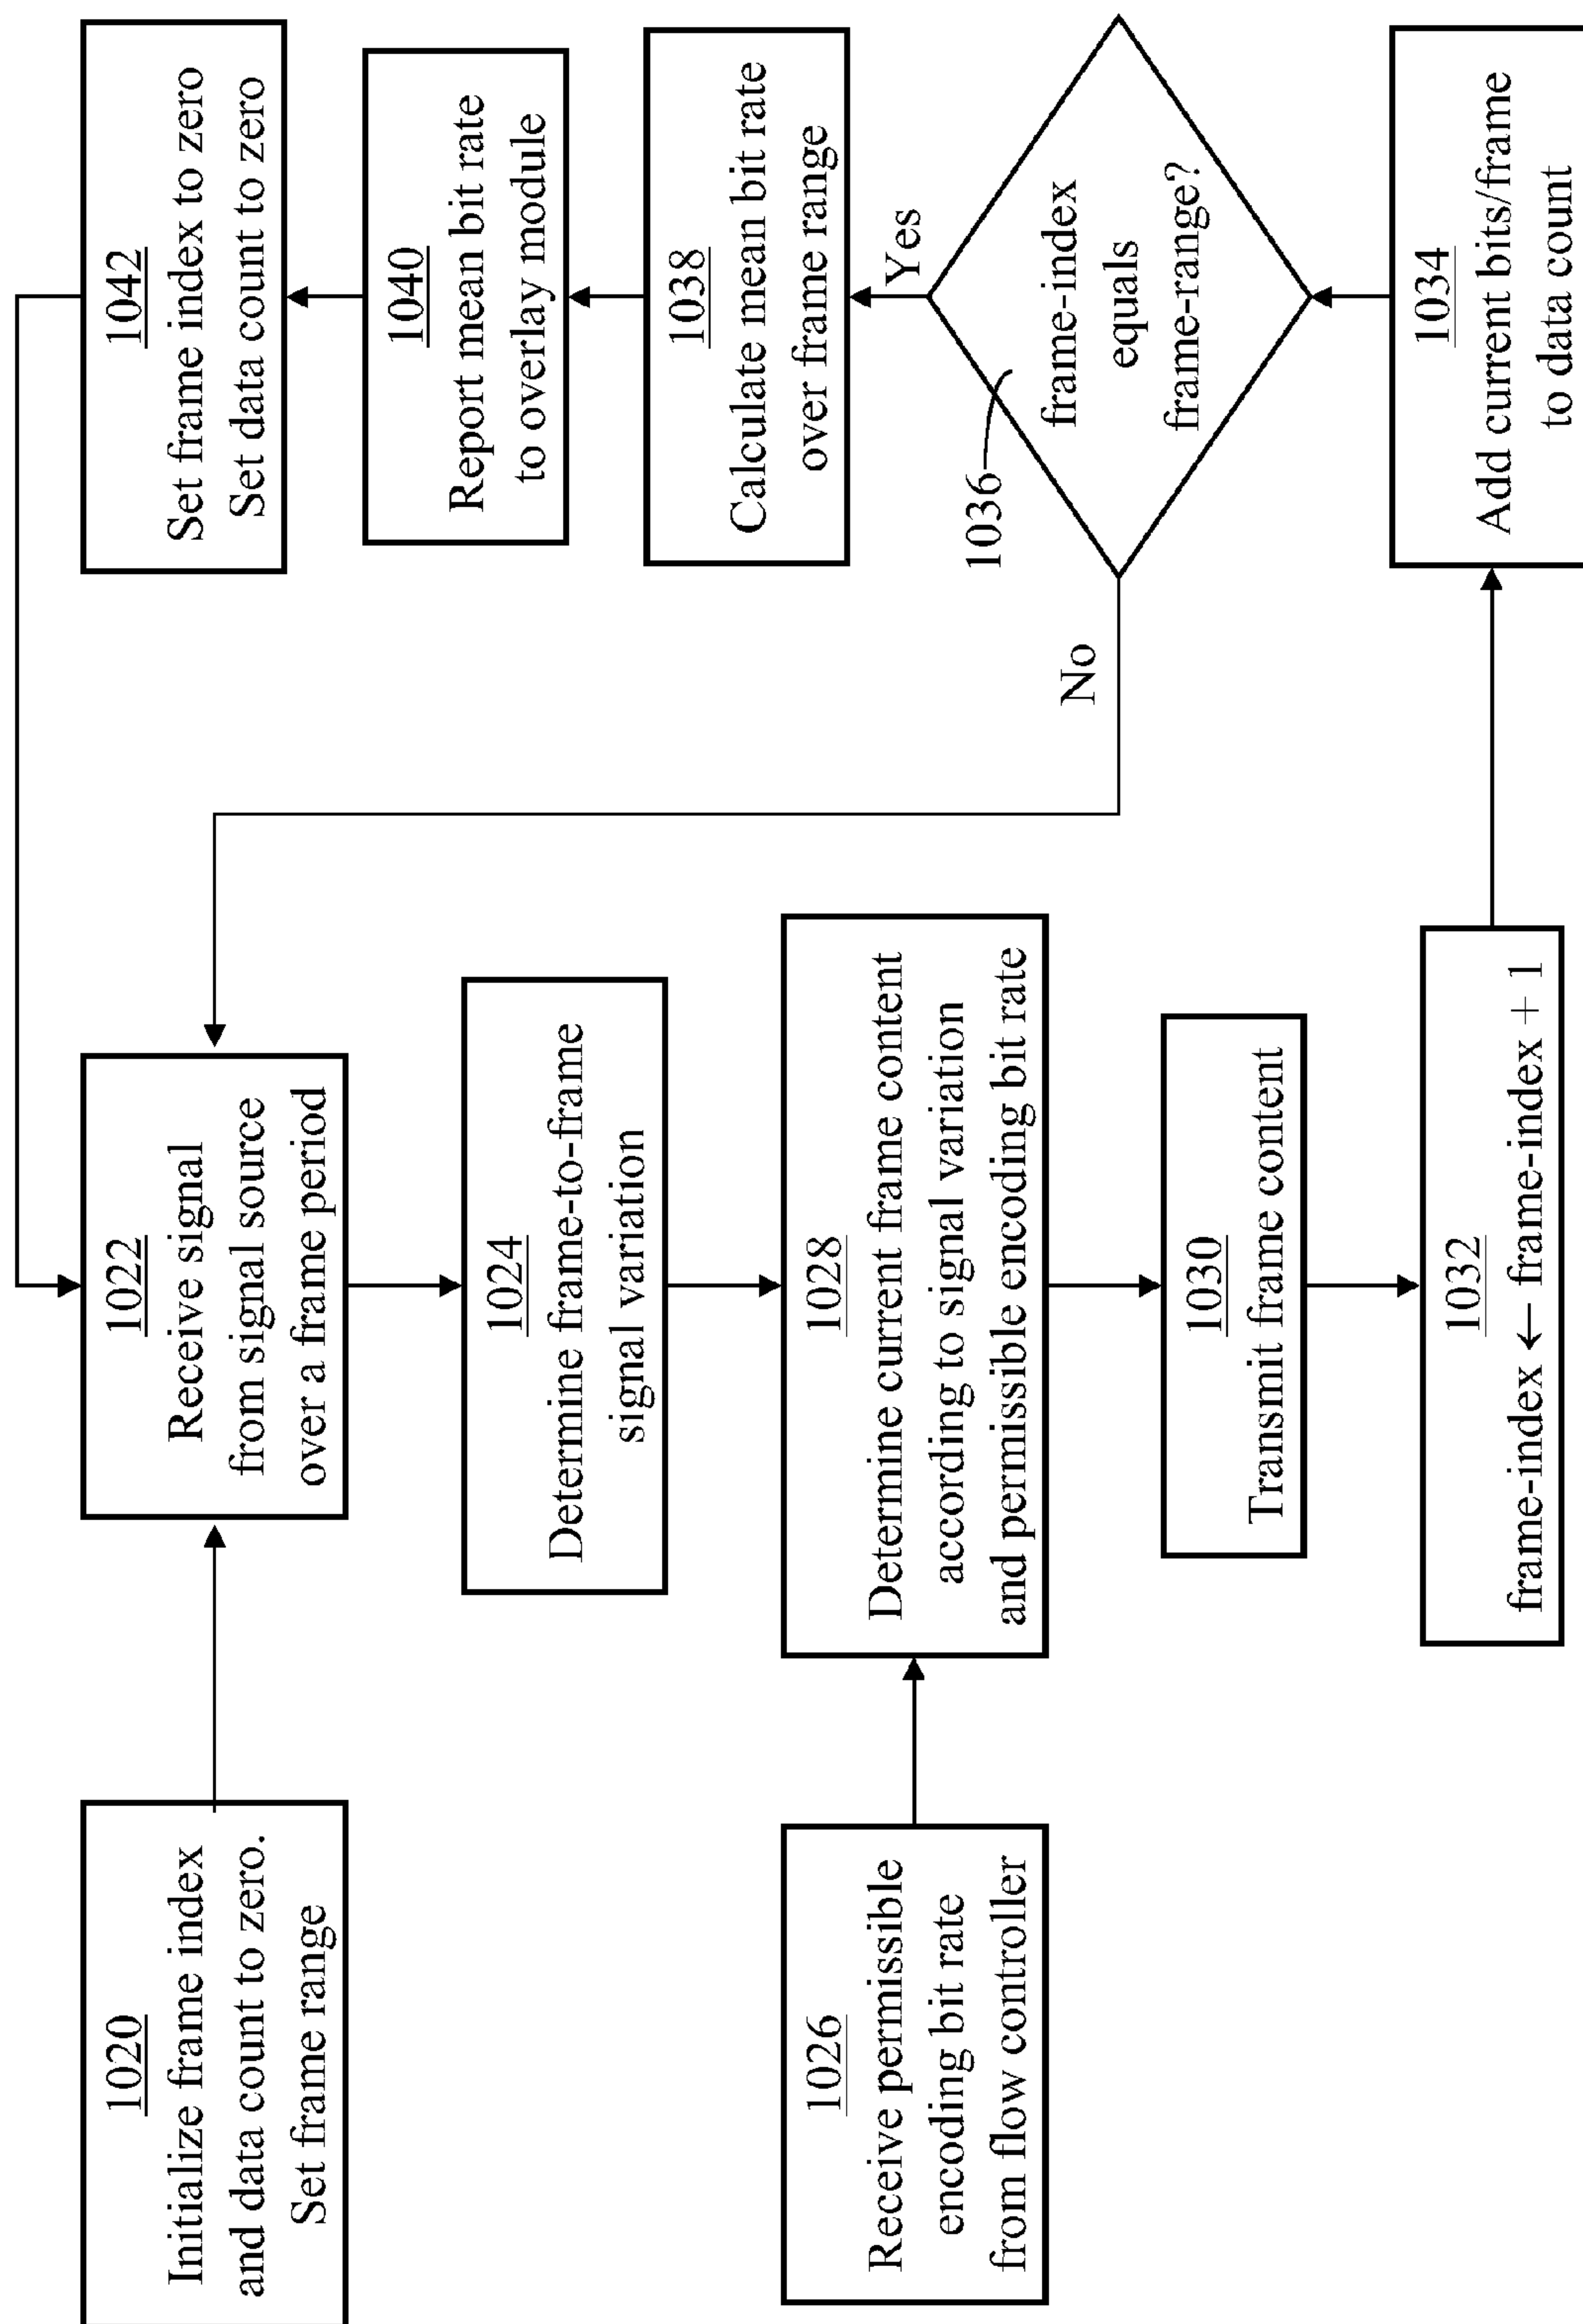 1020
Initialize frame index
and data count to zero.
Set frame range
1022
Receive signal
from signal source
over a frame period
1024
Determine frame-to-frame
signal variation
1026
Receive permissible
encoding bit rate
from flow controller
1028
Determine current frame content
according to signal variation
and permissible encoding bit rate
1030
Transmit frame content
1032
frame-index ← frame-index + 1
1034
Add current bits/frame
to data count
1036
frame-index
equals
frame-range?
No
Yes
1038
Calculate mean bit rate
over frame range
1040
Report mean bit rate
to overlay module
1042
Set frame index to zero
Set data count to zero